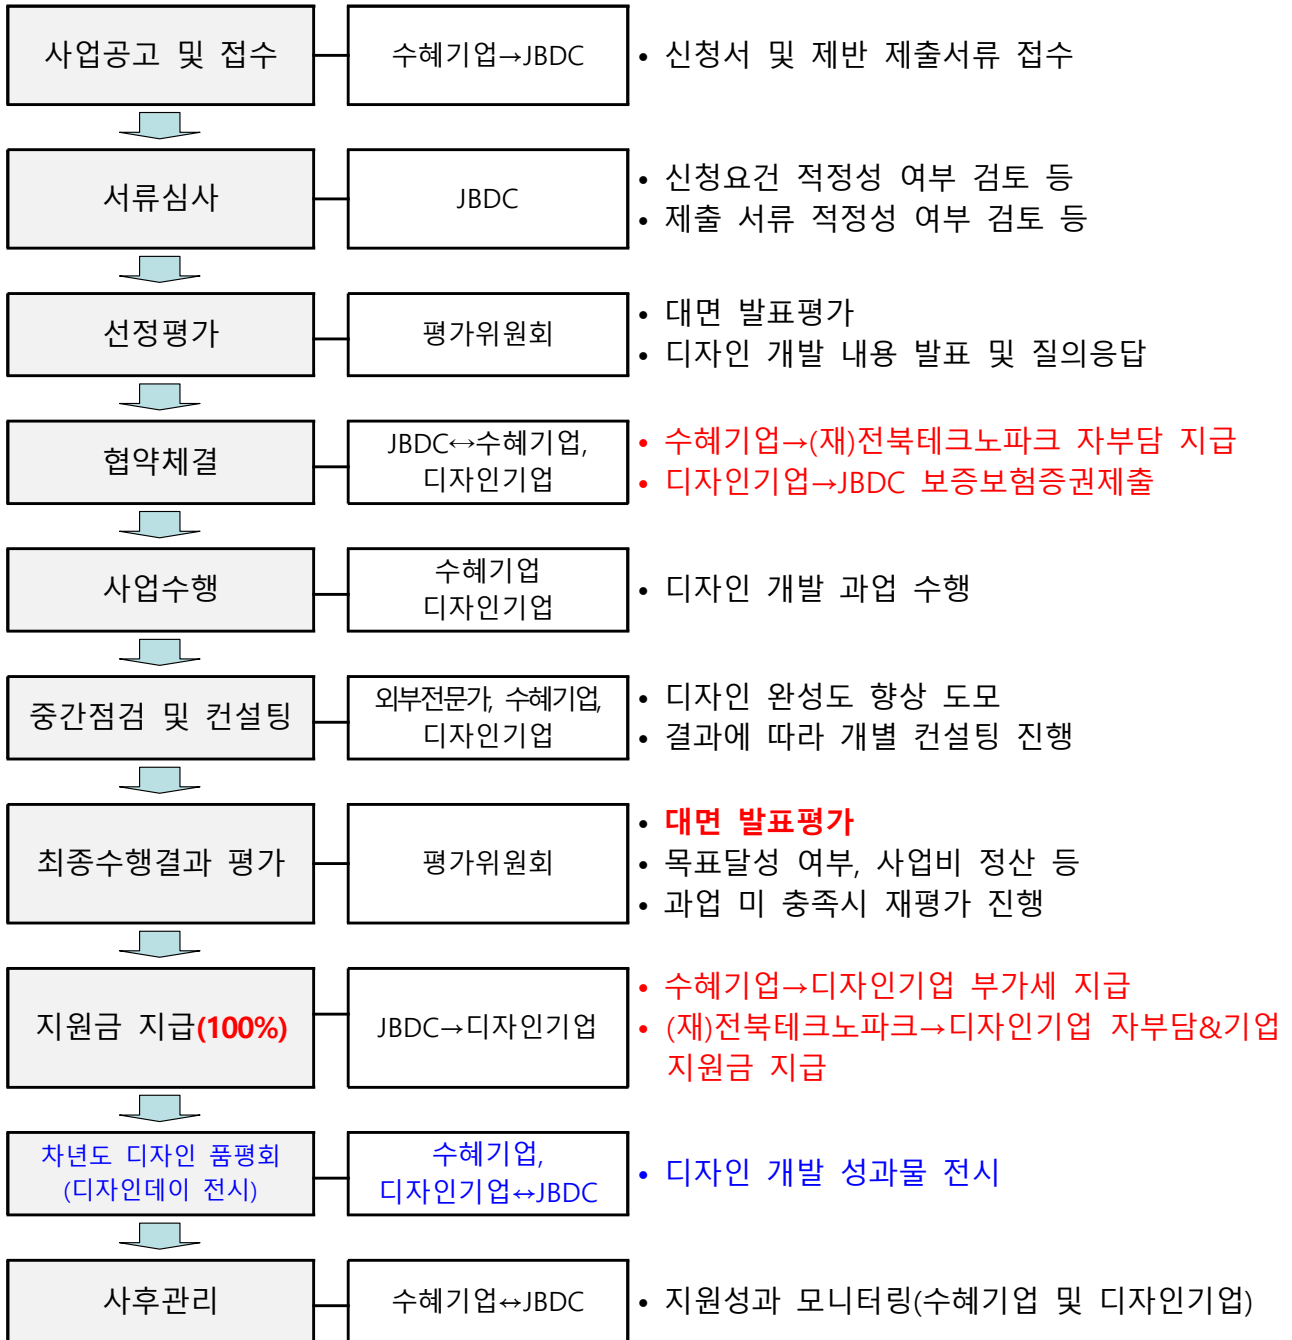 사업공고 및 접수
수혜기업→JBDC
• 신청서 및 제반 제출서류 접수
서류심사
JBDC
• 신청요건 적정성 여부 검토 등
• 제출 서류 적정성 여부 검토 등
선정평가
평가위원회
• 대면 발표평가
• 디자인 개발 내용 발표 및 질의응답
협약체결
JBDC↔수혜기업,
디자인기업
• 수혜기업→(재)전북테크노파크 자부담 지급
• 디자인기업→JBDC 보증보험증권제출
사업수행
수혜기업
디자인기업
• 디자인 개발 과업 수행
중간점검 및 컨설팅
외부전문가, 수혜기업,
디자인기업
• 디자인 완성도 향상 도모
• 결과에 따라 개별 컨설팅 진행
최종수행결과 평가
평가위원회
• 대면 발표평가
• 목표달성 여부, 사업비 정산 등
• 과업 미 충족시 재평가 진행
지원금 지급(100%)
JBDC→디자인기업
• 수혜기업→디자인기업 부가세 지급
• (재)전북테크노파크→디자인기업 자부담&기업
지원금 지급
차년도 디자인 품평회
(디자인데이 전시)
수혜기업,
디자인기업↔JBDC
• 디자인 개발 성과물 전시
사후관리
수혜기업↔JBDC
• 지원성과 모니터링(수혜기업 및 디자인기업)